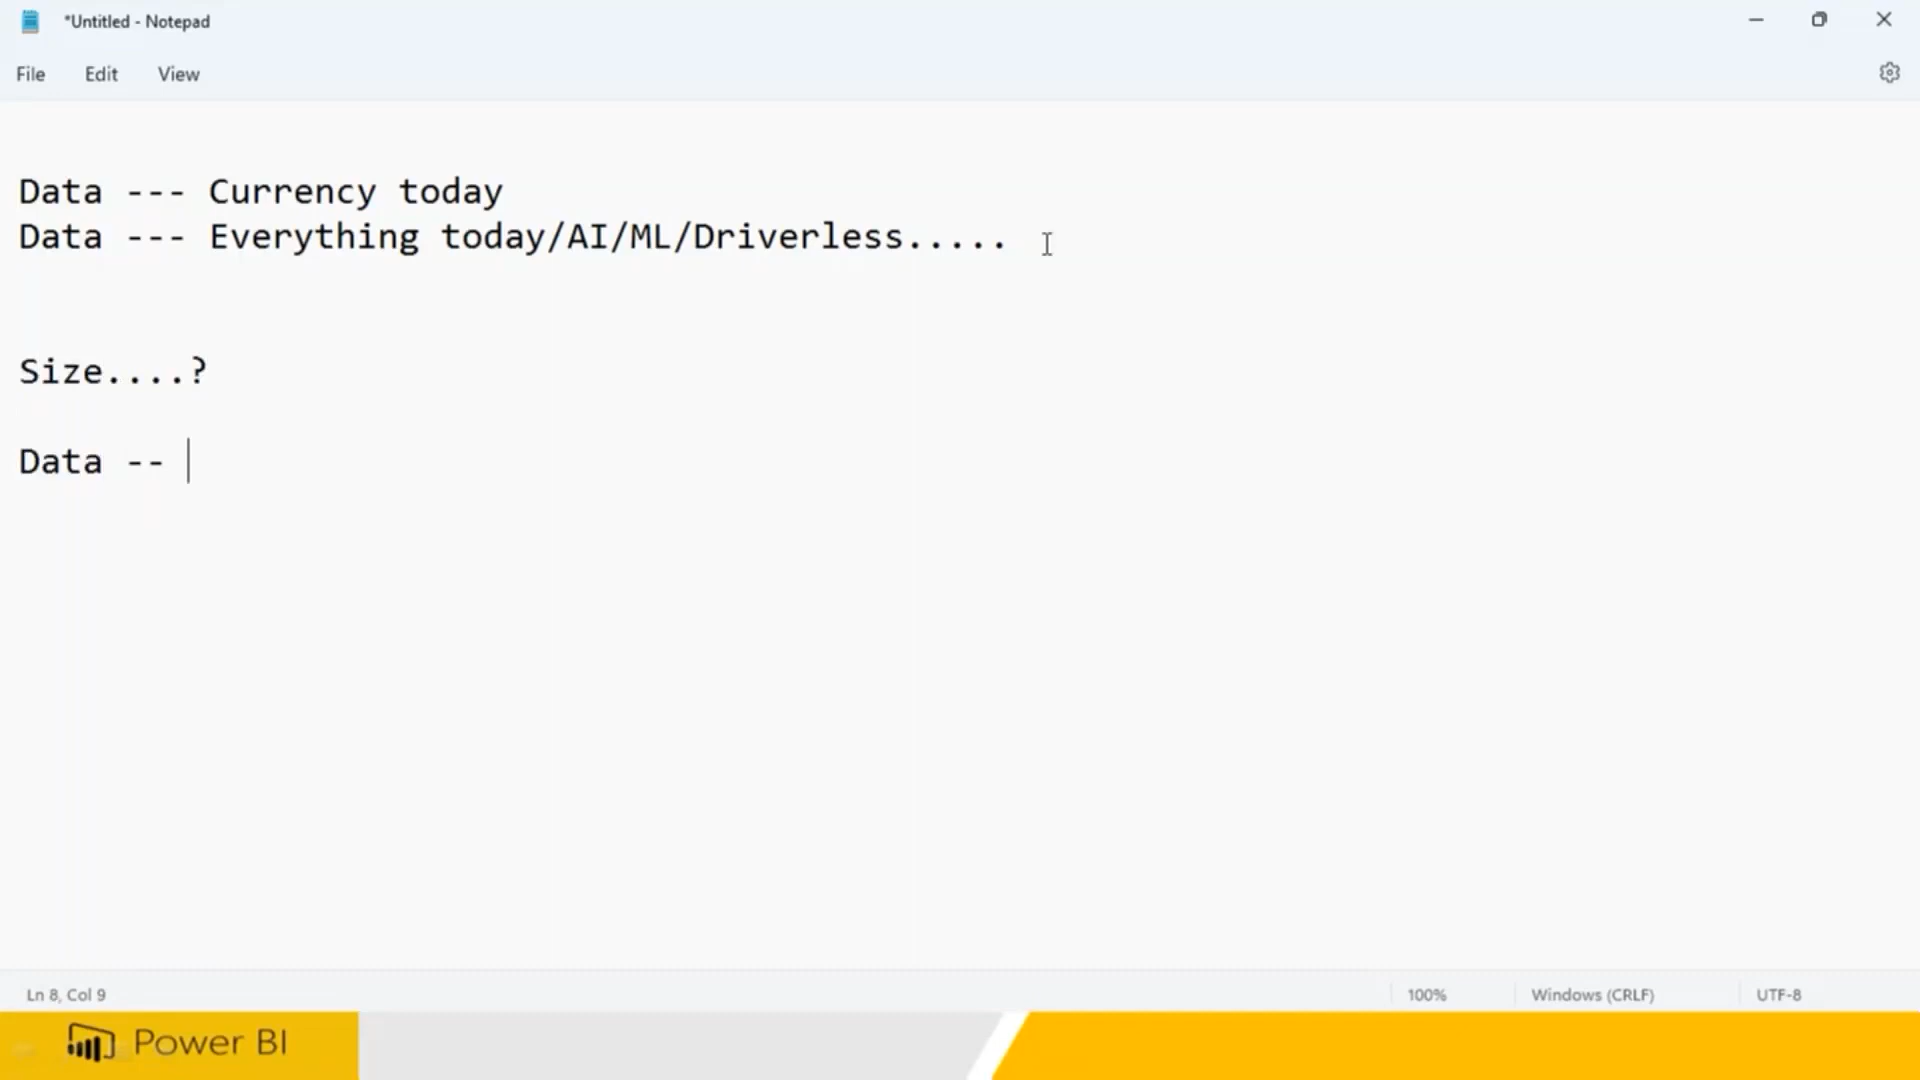 *Untitled - Notepad
File Edit View
Data --- Currency today
Data --- Everything today/AI/ML/Driverless.....
Size....?
Data --
Ln 8, Col 9 100% Windows (CRLF) UTF-8
Power BI